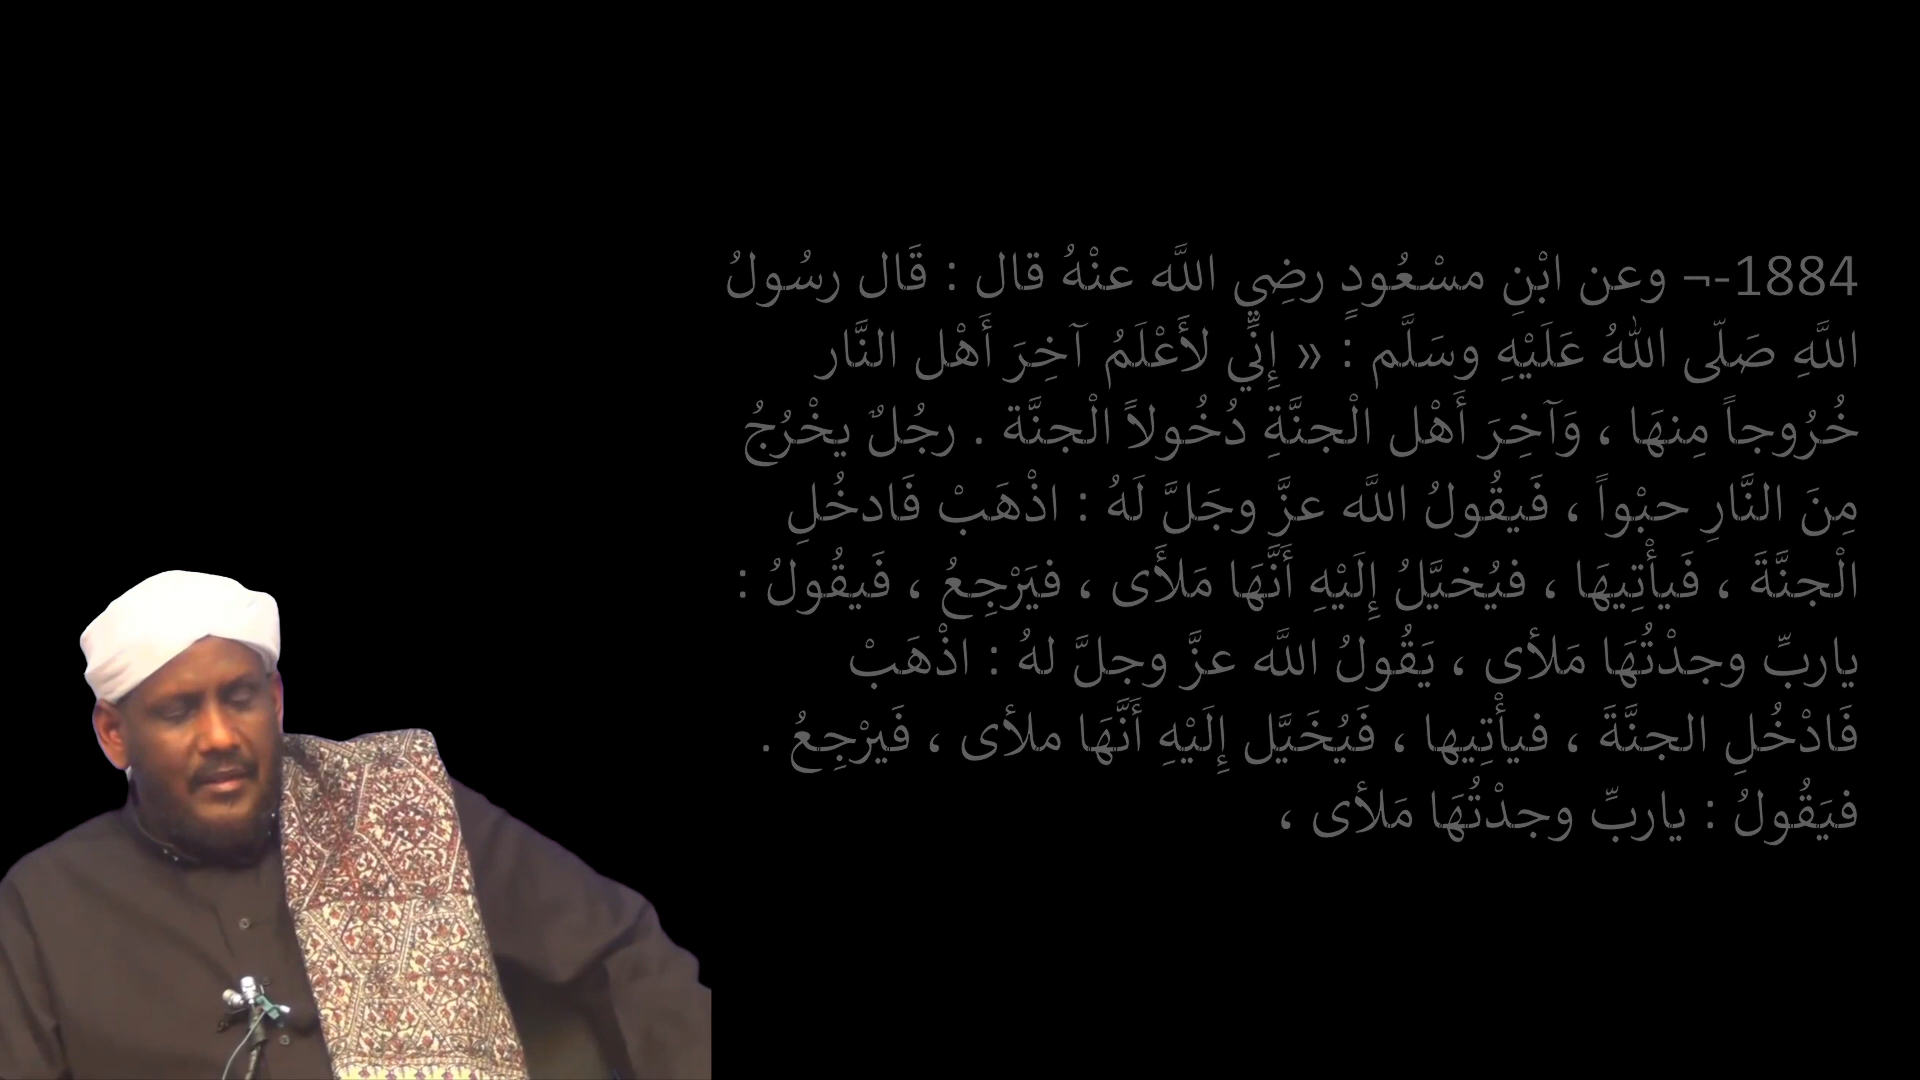 1884-¬ وعن ابْنِ مسْعُودٍ رضِي اللَّه عنْهُ قال : قَال رسُولُ
اللَّهِ صَلّى اللهُ عَلَيْهِ وسَلَّم : « إِنِّي لأَعْلَمُ آخِرَ أَهْل النَّار
خُرُوجاً مِنهَا ، وَآخِرَ أَهْل الْجنَّةِ دُخُولاً الْجنَّة . رجُلٌ يخْرُجُ
مِنَ النَّارِ حبْواً ، فَيقُولُ اللَّه عزَّ وجَلَّ لَهُ : اذْهَبْ فَادخُلِ
الْجنَّةَ ، فَيأْتِيهَا ، فيُخيَّلُ إِلَيْهِ أَنَّهَا مَلأَى ، فيَرْجِعُ ، فَيقُولُ :
ياربِّ وجدْتُهَا مَلأى ، يَقُولُ اللَّه عزَّ وجلَّ لهُ : اذْهَبْ
فَادْخُلِ الجنَّةَ ، فيأْتِيها ، فَيُخَيَّل إِلَيْهِ أَنَّهَا ملأى ، فَيرْجِعُ .
فيَقُولُ : ياربِّ وجدْتُهَا مَلأى ،